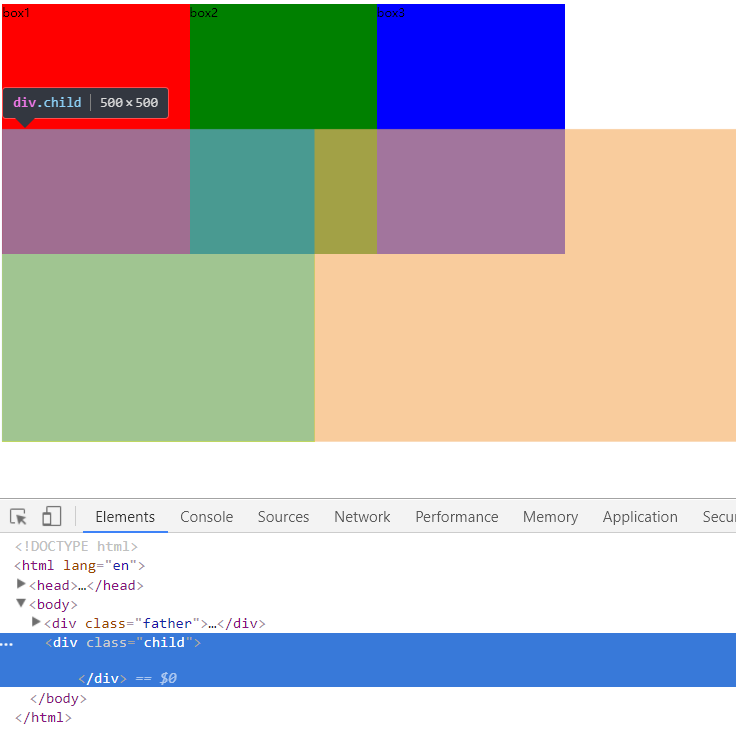 box1 box2 box3
div.child | 500×500
Elements Console Sources Network Performance Memory Application Secu
<!DOCTYPE html>
<html lang="en">
▶<head>…</head>
▼<body>
▶<div class="father">…</div>
… <div class="child">
</div> == $0
</body>
</html>